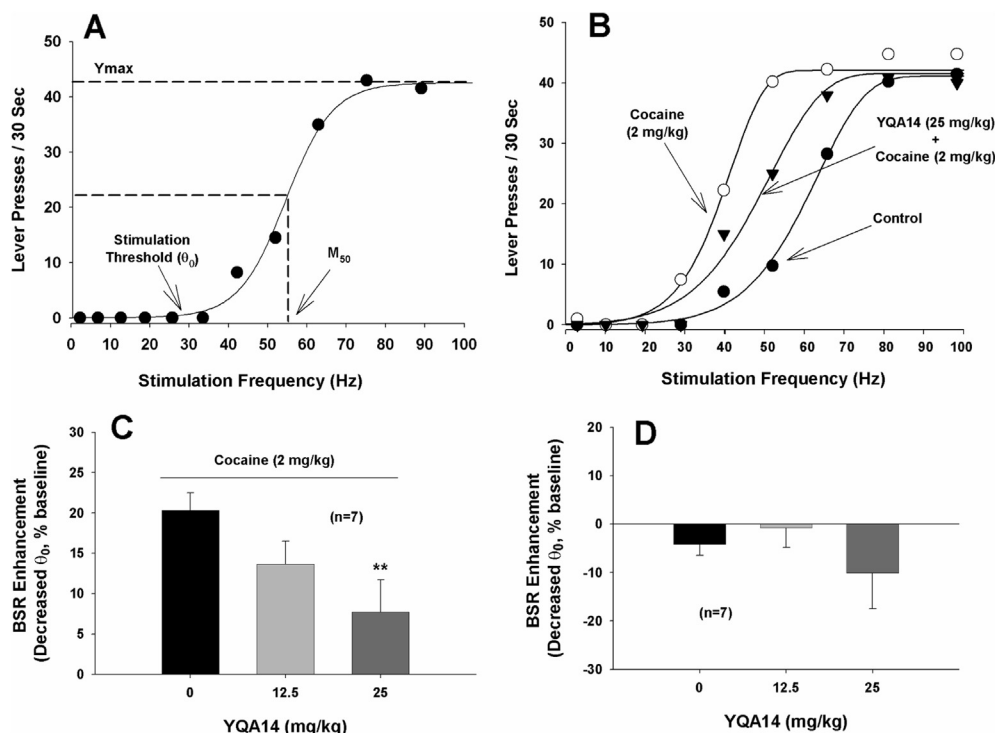 A
Lever Presses / 30 Sec
50
40
30
20
10
0
Ymax
Stimulation
Threshold (θ0)
M50
0 10 20 30 40 50 60 70 80 90 100
Stimulation Frequency (Hz)
B
Lever Presses / 30 Sec
50
40
30
20
10
0
Cocaine
(2 mg/kg)
YQA14 (25 mg/kg)
+
Cocaine (2 mg/kg)
Control
0 10 20 30 40 50 60 70 80 90 100
Stimulation Frequency (Hz)
C
BSR Enhancement
(Decreased θ0, % baseline)
30
25
20
15
10
5
0
Cocaine (2 mg/kg)
(n=7)
**
0 12.5 25
YQA14 (mg/kg)
D
BSR Enhancement
(Decreased θ0, % baseline)
20
10
0
-10
-20
-30
(n=7)
0 12.5 25
YQA14 (mg/kg)